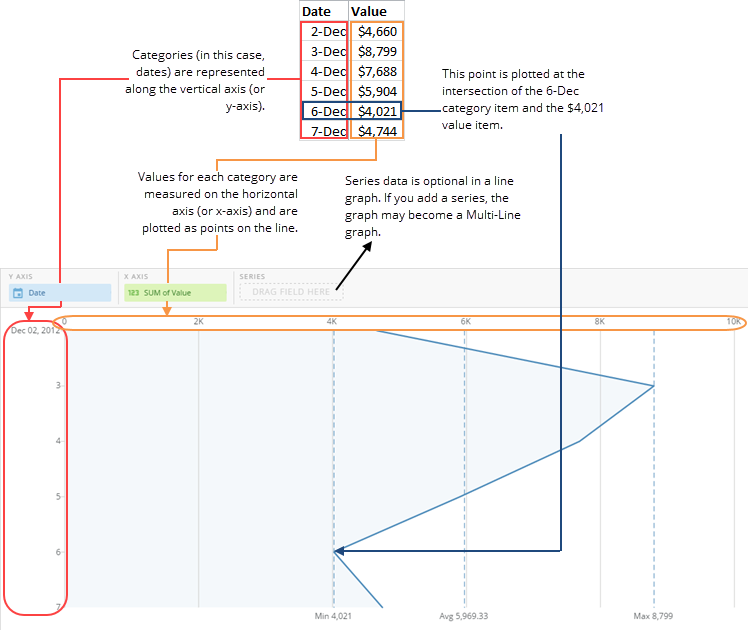 Date Value
2-Dec $4,660
3-Dec $8,799
4-Dec $7,688
5-Dec $5,904
6-Dec $4,021
7-Dec $4,744
Categories (in this case,
dates) are represented
along the vertical axis (or
y-axis).
This point is plotted at the
intersection of the 6-Dec
category item and the $4,021
value item.
Values for each category are
measured on the horizontal
axis (or x-axis) and are
plotted as points on the line.
Series data is optional in a line
graph. If you add a series, the
graph may become a Multi-Line
graph.
Y AXIS X AXIS SERIES
Date 123 SUM of Value DRAG FIELD HERE
0 2K 4K 6K 8K 10K
Dec 02, 2012
3
4
5
6
7
Min 4,021 Avg 5,969.33 Max 8,799